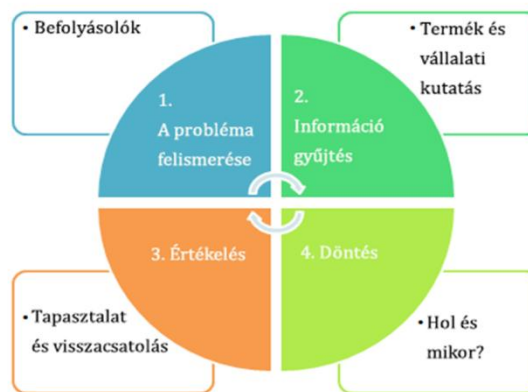 • Befolyásolók
• Termék és
vállalati
kutatás
1.
A probléma
felismerése
2.
Információ
gyűjtés
3. Értékelés
4. Döntés
• Tapasztalat
és visszacsatolás
• Hol és
mikor?